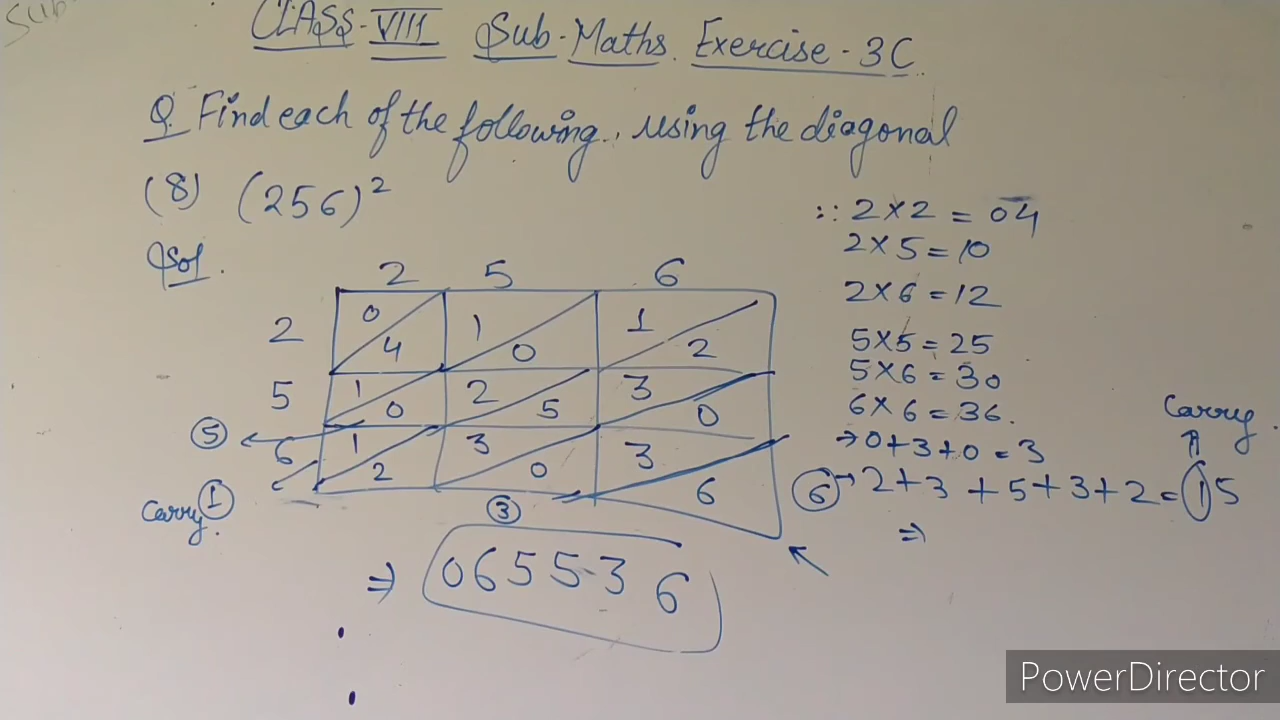 Sub
CLASS-VIII Sub-Maths. Exercise-3C.
Q. Find each of the following, using the diagonal
(8) (256)²
Sol.
2 5 6
2 0 4 1 0 1 2
5 1 0 2 5 3 0
6 1 2 3 0 3 6
5
Carry 1
3
⇒ 065536
:: 2×2 = 04
2×5 = 10
2×6 = 12
5×5 = 25
5×6 = 30
6×6 = 36.
→0+3+0 = 3
Carry.
6 →2+3+5+3+2= 15
⇒
PowerDirector